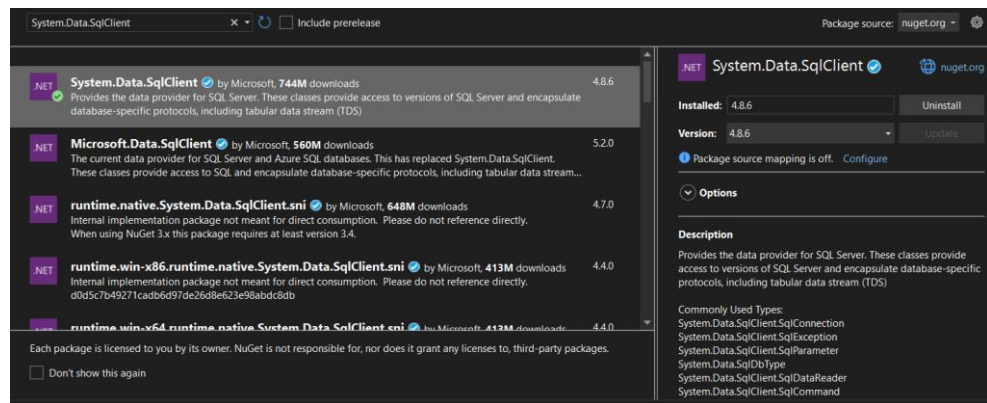 System.Data.SqlClient
Include prerelease
Package source: nuget.org
.NET
System.Data.SqlClient by Microsoft, 744M downloads
4.8.6
Provides the data provider for SQL Server. These classes provide access to versions of SQL Server and encapsulate
database-specific protocols, including tabular data stream (TDS)
.NET
Microsoft.Data.SqlClient by Microsoft, 560M downloads
5.2.0
The current data provider for SQL Server and Azure SQL databases. This has replaced System.Data.SqlClient.
These classes provide access to SQL and encapsulate database-specific protocols, including tabular data stream...
.NET
runtime.native.System.Data.SqlClient.sni by Microsoft, 648M downloads
4.7.0
Internal implementation package not meant for direct consumption. Please do not reference directly.
When using NuGet 3.x this package requires at least version 3.4.
.NET
runtime.win-x86.runtime.native.System.Data.SqlClient.sni by Microsoft, 413M downloads
4.4.0
Internal implementation package not meant for direct consumption. Please do not reference directly.
d0d5c7b49271cadb6d97de26d8e623e98abdc8db
runtime.win-x64.runtime.native.System.Data.SqlClient.sni by Microsoft, 413M downloads
4.4.0
Each package is licensed to you by its owner. NuGet is not responsible for, nor does it grant any licenses to, third-party packages.
Don't show this again
.NET
System.Data.SqlClient
nuget.org
Installed: 4.8.6
Uninstall
Version: 4.8.6
Update
Package source mapping is off. Configure
Options
Description
Provides the data provider for SQL Server. These classes provide
access to versions of SQL Server and encapsulate database-specific
protocols, including tabular data stream (TDS)
Commonly Used Types:
System.Data.SqlClient.SqlConnection
System.Data.SqlClient.SqlException
System.Data.SqlClient.SqlParameter
System.Data.SqlDbType
System.Data.SqlClient.SqlDataReader
System.Data.SqlClient.SqlCommand